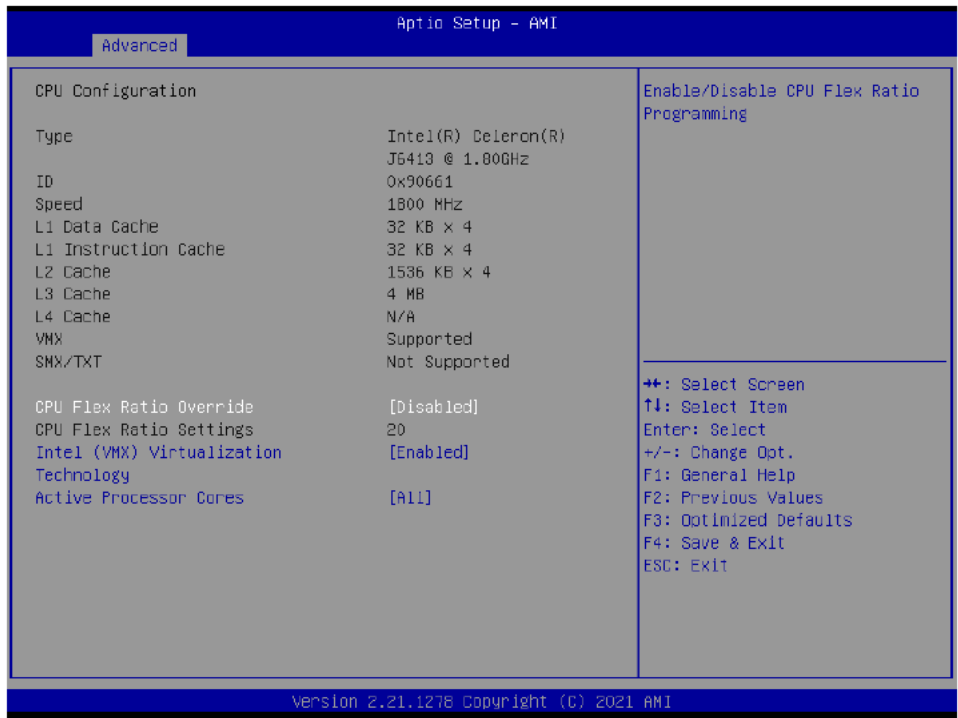 Aptio Setup - AMI
Advanced
CPU Configuration
Type Intel(R) Celeron(R)
J6413 @ 1.80GHz
ID 0x90661
Speed 1800 MHz
L1 Data Cache 32 KB x 4
L1 Instruction Cache 32 KB x 4
L2 Cache 1536 KB x 4
L3 Cache 4 MB
L4 Cache N/A
VMX Supported
SMX/TXT Not Supported
CPU Flex Ratio Override [Disabled]
CPU Flex Ratio Settings 20
Intel (VMX) Virtualization [Enabled]
Technology
Active Processor Cores [All]
Enable/Disable CPU Flex Ratio
Programming
→←: Select Screen
↑↓: Select Item
Enter: Select
+/-: Change Opt.
F1: General Help
F2: Previous Values
F3: Optimized Defaults
F4: Save & Exit
ESC: Exit
Version 2.21.1278 Copyright (C) 2021 AMI